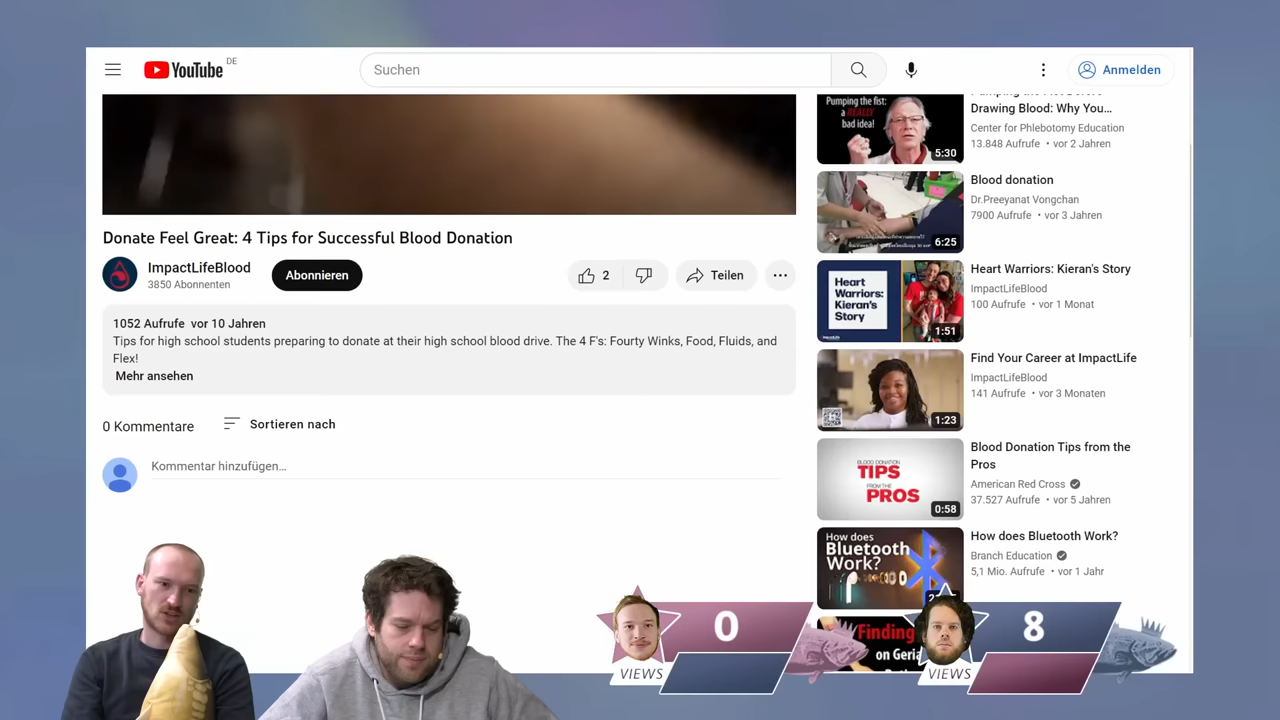 YouTube DE
Suchen
Anmelden
Donate Feel Great: 4 Tips for Successful Blood Donation
ImpactLifeBlood
3850 Abonnenten
Abonnieren
2
Teilen
1052 Aufrufe vor 10 Jahren
Tips for high school students preparing to donate at their high school blood drive. The 4 F's: Fourty Winks, Food, Fluids, and
Flex!
Mehr ansehen
0 Kommentare
Sortieren nach
Kommentar hinzufügen...
Pumping the fist:
a REALLY
bad idea!
5:30
Drawing Blood: Why You...
Center for Phlebotomy Education
13.848 Aufrufe • vor 2 Jahren
6:25
Blood donation
Dr.Preeyanat Vongchan
7900 Aufrufe • vor 3 Jahren
Heart
Warriors:
Kieran's
Story
1:51
Heart Warriors: Kieran's Story
ImpactLifeBlood
100 Aufrufe • vor 1 Monat
1:23
Find Your Career at ImpactLife
ImpactLifeBlood
141 Aufrufe • vor 3 Monaten
BLOOD DONATION
TIPS
FROM THE
PROS
0:58
Blood Donation Tips from the
Pros
American Red Cross
37.527 Aufrufe • vor 5 Jahren
How does
Bluetooth
Work?
How does Bluetooth Work?
Branch Education
5,1 Mio. Aufrufe • vor 1 Jahr
Finding
on
0
VIEWS
8
VIEWS